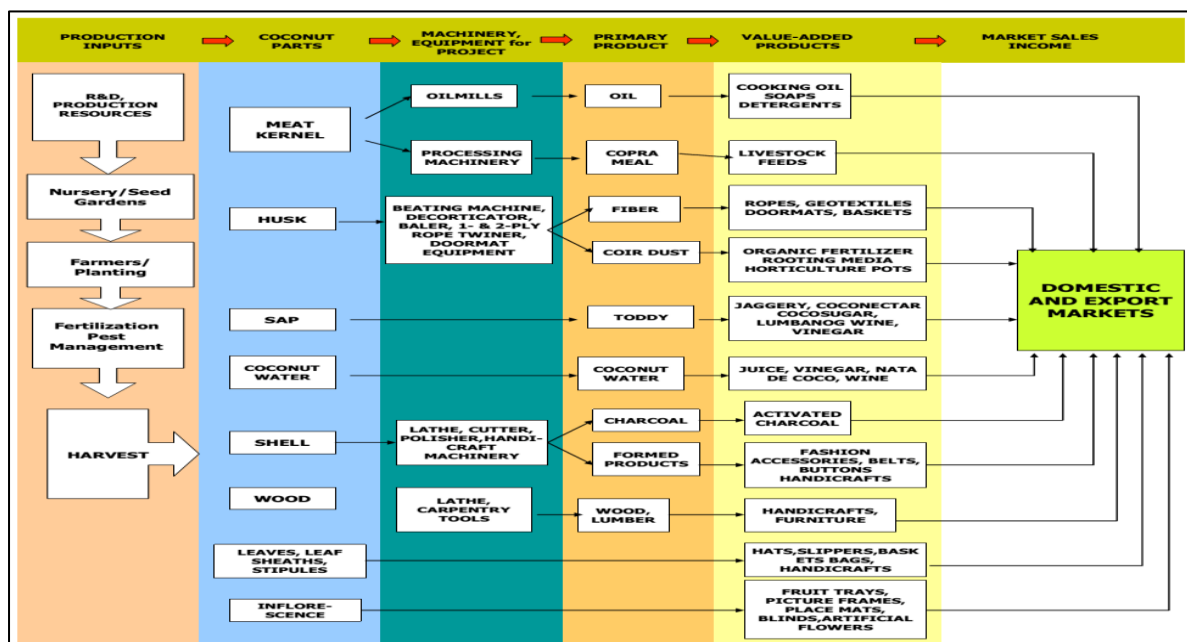 PRODUCTION
INPUTS
COCONUT
PARTS
MACHINERY,
EQUIPMENT for
PROJECT
PRIMARY
PRODUCT
VALUE-ADDED
PRODUCTS
MARKET SALES
INCOME
R&D,
PRODUCTION
RESOURCES
Nursery/Seed
Gardens
Farmers/
Planting
Fertilization
Pest
Management
HARVEST
MEAT
KERNEL
OILMILLS
OIL
COOKING OIL
SOAPS
DETERGENTS
PROCESSING
MACHINERY
COPRA
MEAL
LIVESTOCK
FEEDS
HUSK
BEATING MACHINE,
DECORTICATOR,
BALER, 1- & 2-PLY
ROPE TWINER,
DOORMAT
EQUIPMENT
FIBER
ROPES, GEOTEXTILES
DOORMATS, BASKETS
COIR DUST
ORGANIC FERTILIZER
ROOTING MEDIA
HORTICULTURE POTS
SAP
TODDY
JAGGERY, COCONECTAR
COCOSUGAR,
LUMBANOG WINE,
VINEGAR
COCONUT
WATER
COCONUT
WATER
JUICE, VINEGAR, NATA
DE COCO, WINE
SHELL
LATHE, CUTTER,
POLISHER,HANDI-
CRAFT MACHINERY
CHARCOAL
ACTIVATED
CHARCOAL
FORMED
PRODUCTS
FASHION
ACCESSORIES, BELTS,
BUTTONS
HANDICRAFTS
WOOD
LATHE,
CARPENTRY
TOOLS
WOOD,
LUMBER
HANDICRAFTS,
FURNITURE
LEAVES, LEAF
SHEATHS,
STIPULES
HATS,SLIPPERS,BASK
ETS BAGS,
HANDICRAFTS
INFLORE-
SCENCE
FRUIT TRAYS,
PICTURE FRAMES,
PLACE MATS,
BLINDS,ARTIFICIAL
FLOWERS
DOMESTIC
AND EXPORT
MARKETS